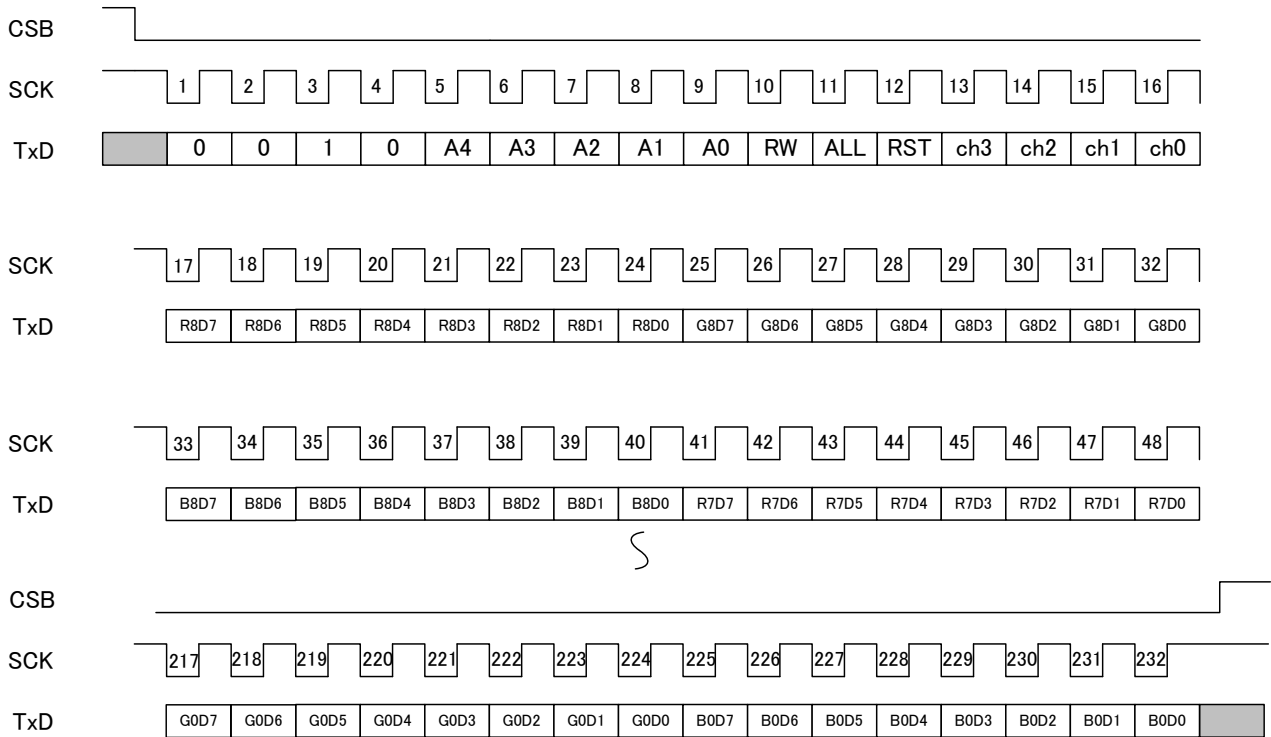 CSB
SCK 1 2 3 4 5 6 7 8 9 10 11 12 13 14 15 16
TxD 0 0 1 0 A4 A3 A2 A1 A0 RW ALL RST ch3 ch2 ch1 ch0
SCK 17 18 19 20 21 22 23 24 25 26 27 28 29 30 31 32
TxD R8D7 R8D6 R8D5 R8D4 R8D3 R8D2 R8D1 R8D0 G8D7 G8D6 G8D5 G8D4 G8D3 G8D2 G8D1 G8D0
SCK 33 34 35 36 37 38 39 40 41 42 43 44 45 46 47 48
TxD B8D7 B8D6 B8D5 B8D4 B8D3 B8D2 B8D1 B8D0 R7D7 R7D6 R7D5 R7D4 R7D3 R7D2 R7D1 R7D0
CSB
SCK 217 218 219 220 221 222 223 224 225 226 227 228 229 230 231 232
TxD G0D7 G0D6 G0D5 G0D4 G0D3 G0D2 G0D1 G0D0 B0D7 B0D6 B0D5 B0D4 B0D3 B0D2 B0D1 B0D0